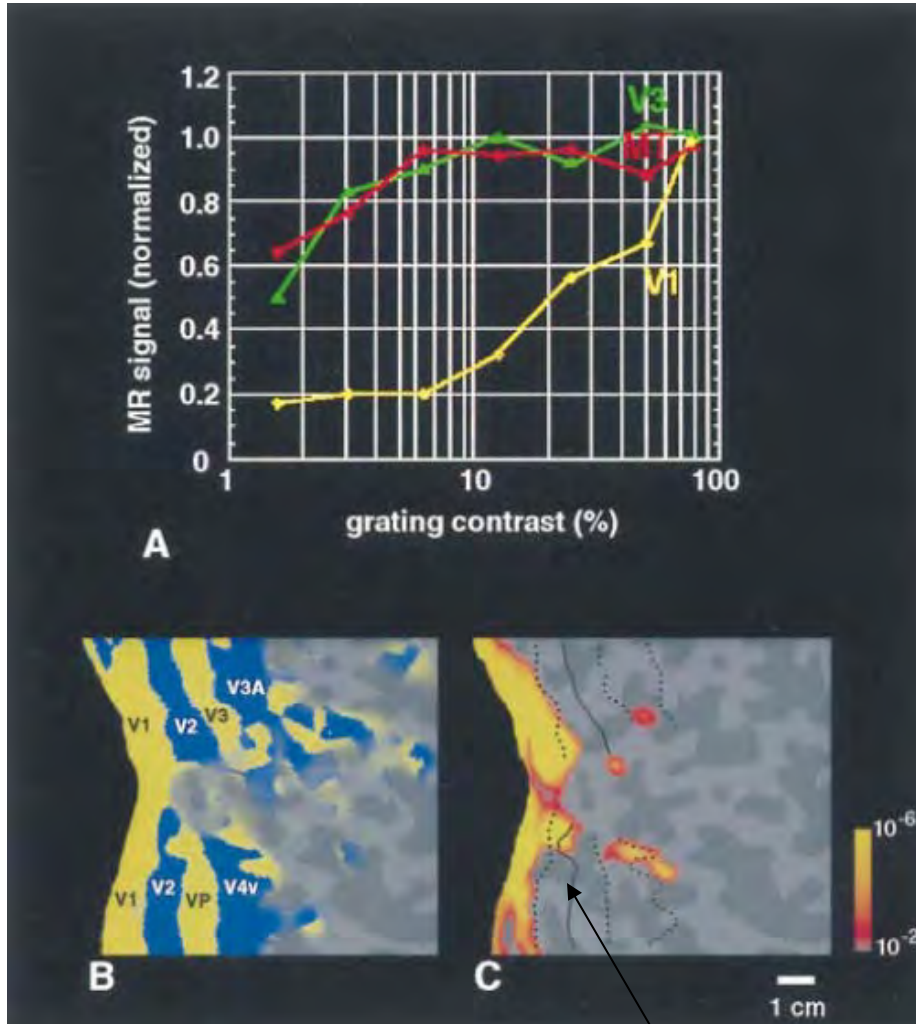 1.2
1.0
0.8
0.6
0.4
0.2
0
MR signal (normalized)
V3
MT
V1
1 10 100
grating contrast (%)
A
V3A
V1 V2 V3
V1 V2 VP V4v
B
C
10-6
10-2
1 cm